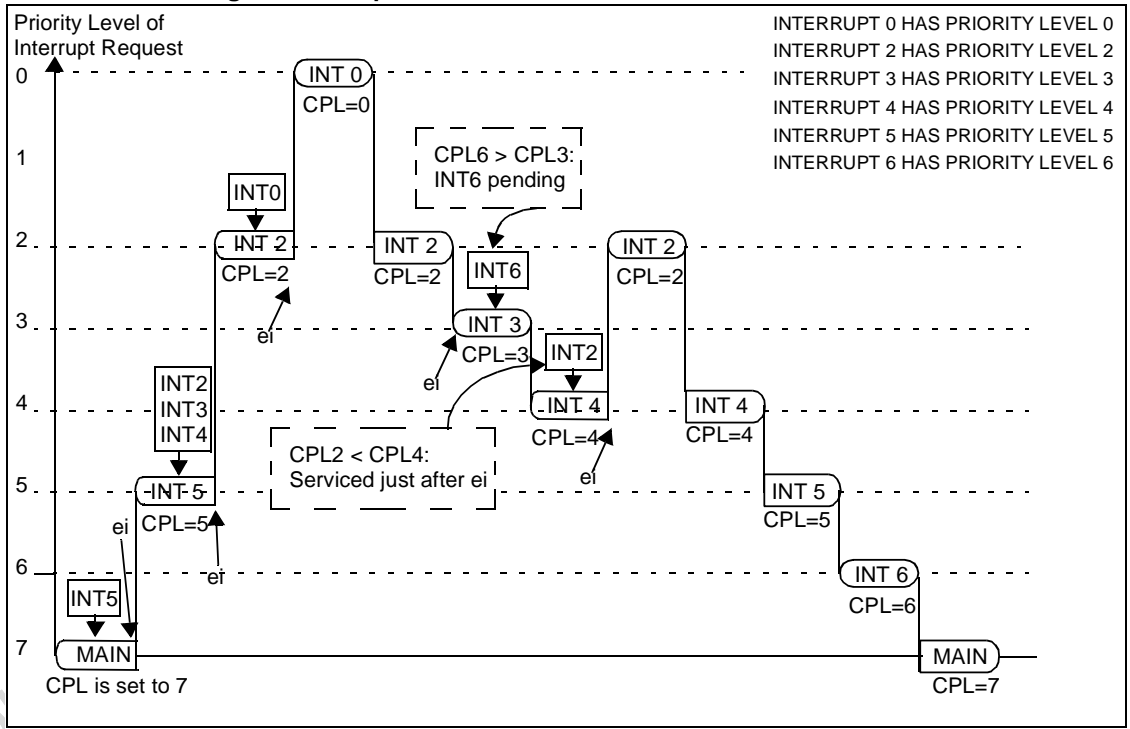 Priority Level of
Interrupt Request
INTERRUPT 0 HAS PRIORITY LEVEL 0
INTERRUPT 2 HAS PRIORITY LEVEL 2
INTERRUPT 3 HAS PRIORITY LEVEL 3
INTERRUPT 4 HAS PRIORITY LEVEL 4
INTERRUPT 5 HAS PRIORITY LEVEL 5
INTERRUPT 6 HAS PRIORITY LEVEL 6
0
INT 0
CPL=0
1
CPL6 > CPL3:
INT6 pending
INT0
2
INT 2
CPL=2
INT 2
CPL=2
INT 2
CPL=2
INT6
ei
3
INT 3
CPL=3
ei
INT2
INT2
INT3
INT4
4
INT 4
CPL=4
ei
INT 4
CPL=4
CPL2 < CPL4:
Serviced just after ei
5
INT 5
CPL=5
ei
ei
INT 5
CPL=5
6
INT5
INT 6
CPL=6
7
MAIN
CPL is set to 7
MAIN
CPL=7